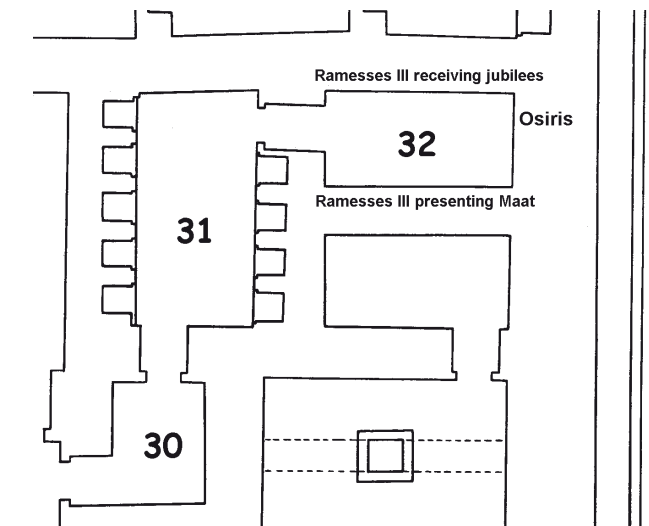 Ramesses III receiving jubilees
Osiris
32
Ramesses III presenting Maat
31
30